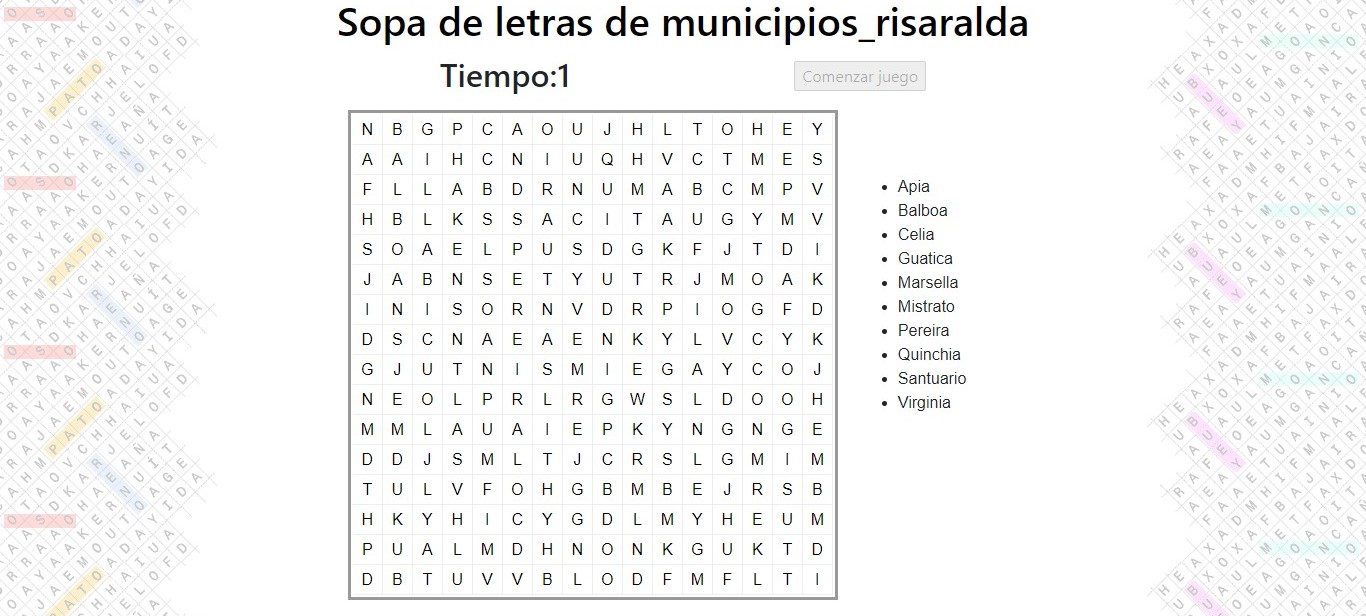 Sopa de letras de municipios_risaralda
Tiempo:1
Comenzar juego
N B G P C A O U J H L T O H E Y
A A I H C N I U Q H V C T M E S
F L L A B D R N U M A B C M P V
H B L K S S A C I T A U G Y M V
S O A E L P U S D G K F J T D I
J A B N S E T Y U T R J M O A K
I N I S O R N V D R P I O G F D
D S C N A E A E N K Y L V C Y K
G J U T N I S M I E G A Y C O J
N E O L P R L R G W S L D O O H
M M L A U A I E P K Y N G N G E
D D J S M L T J C R S L G M I M
T U L V F O H G B M B E J R S B
H K Y H I C Y G D L M Y H E U M
P U A L M D H N O N K G U K T D
D B T U V V B L O D F M F L T I
Apia
Balboa
Celia
Guatica
Marsella
Mistrato
Pereira
Quinchia
Santuario
Virginia